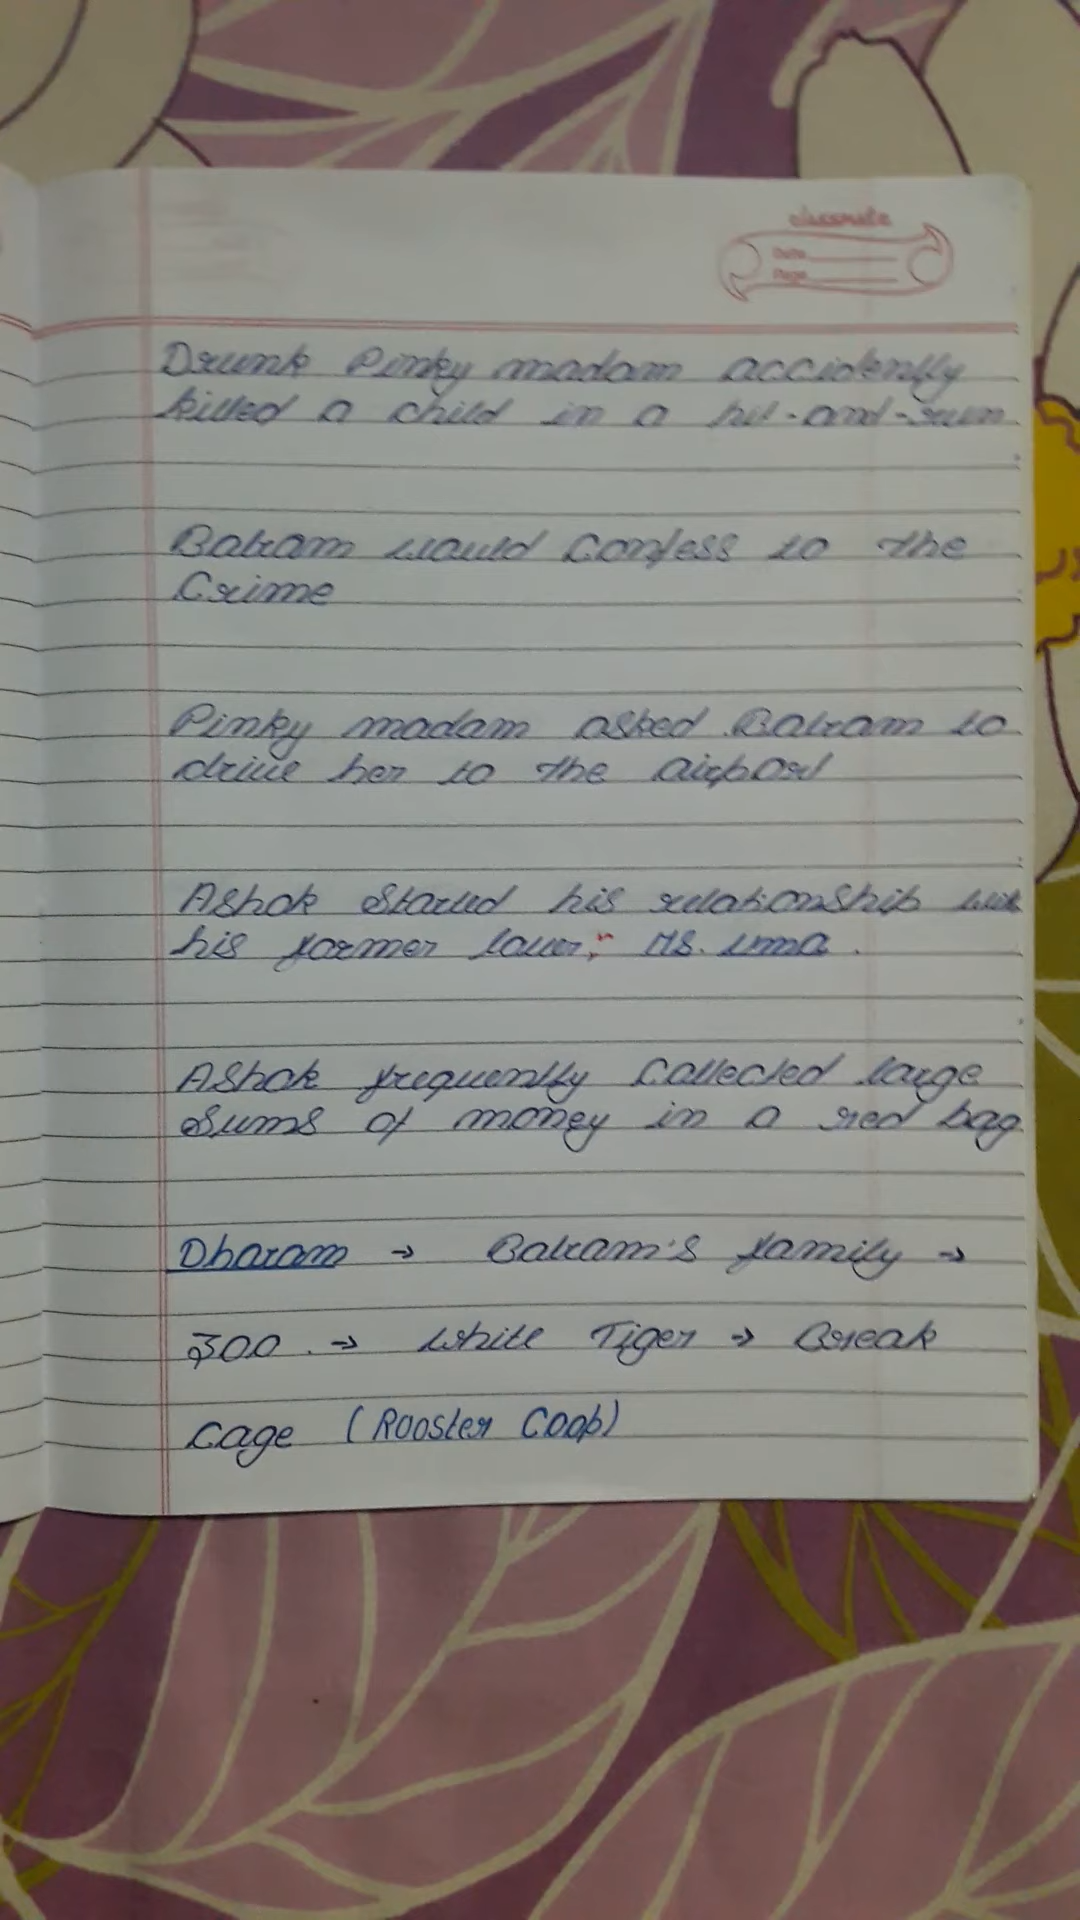 classmate
Date
Page
Drunk Pinky madam accidently
killed a child in a hit-and-run
Balram would Confess to the
Crime
Pinky madam asked Balram to
drive her to the airport
Ashok Started his relationship with
his former lover, Ms. Uma.
Ashok frequently Collected large
Sums of money in a red bag
Dharam → Balram's family →
Zoo. → White Tiger → Break
Cage (Rooster Coop)